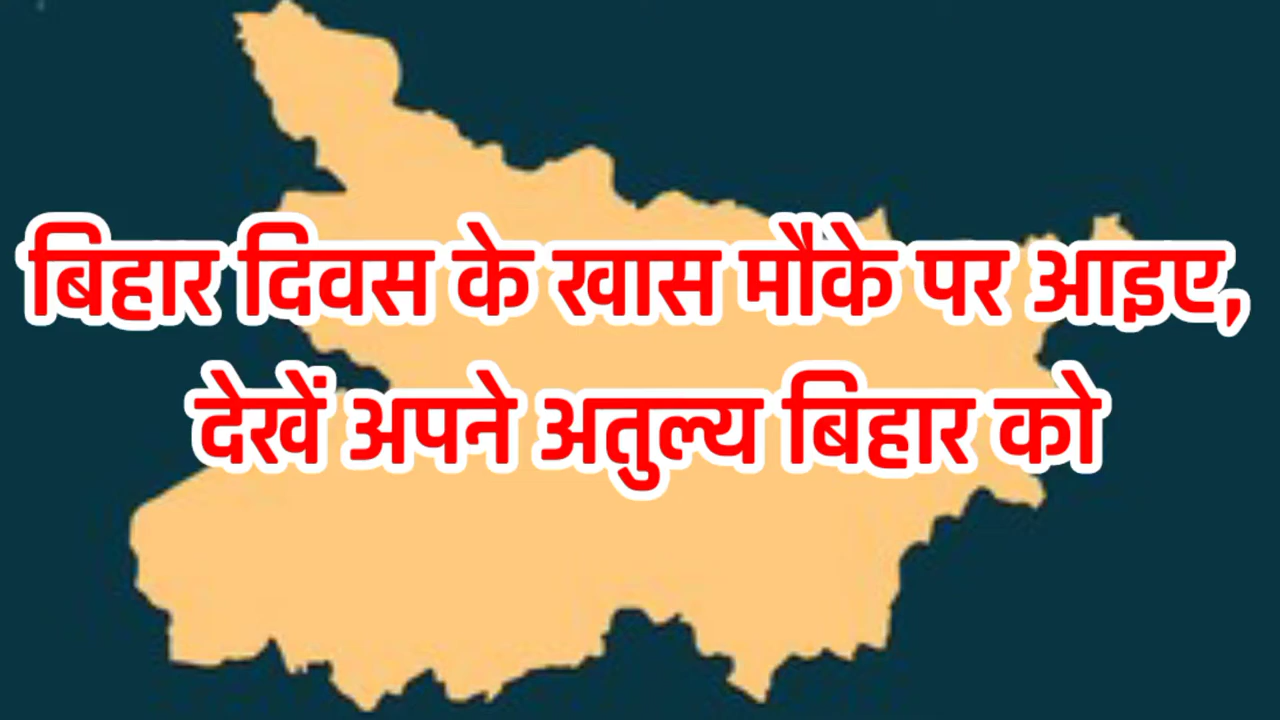 बिहार दिवस के खास मौके पर आइए,
देखें अपने अतुल्य बिहार को